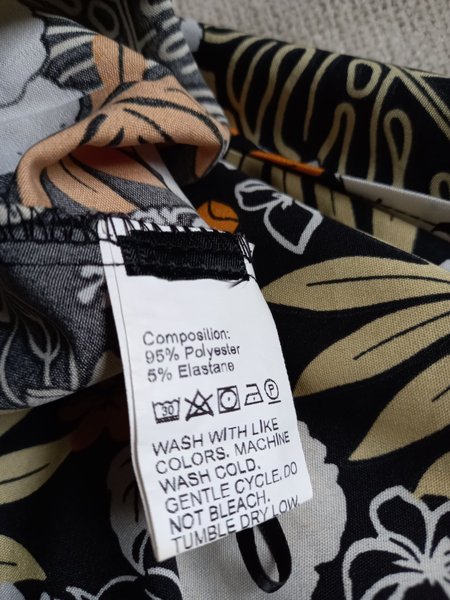 Composition:
95% Polyester
5% Elastane
30 P
WASH WITH LIKE
COLORS. MACHINE
WASH COLD.
GENTLE CYCLE. DO
NOT BLEACH.
TUMBLE DRY LOW.